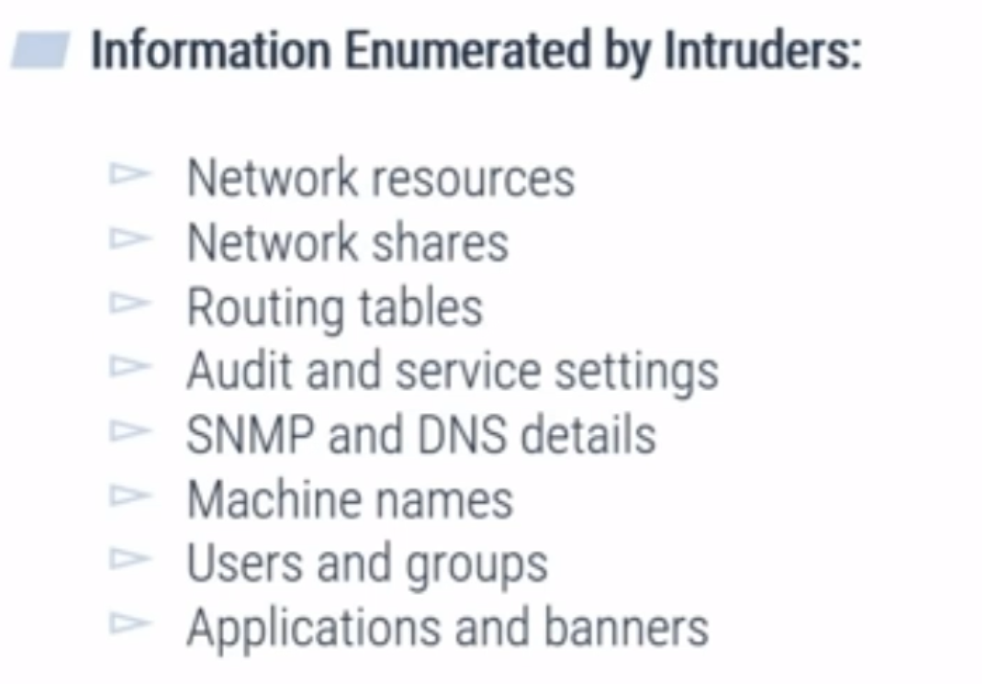 Information Enumerated by Intruders:
Network resources
Network shares
Routing tables
Audit and service settings
SNMP and DNS details
Machine names
Users and groups
Applications and banners